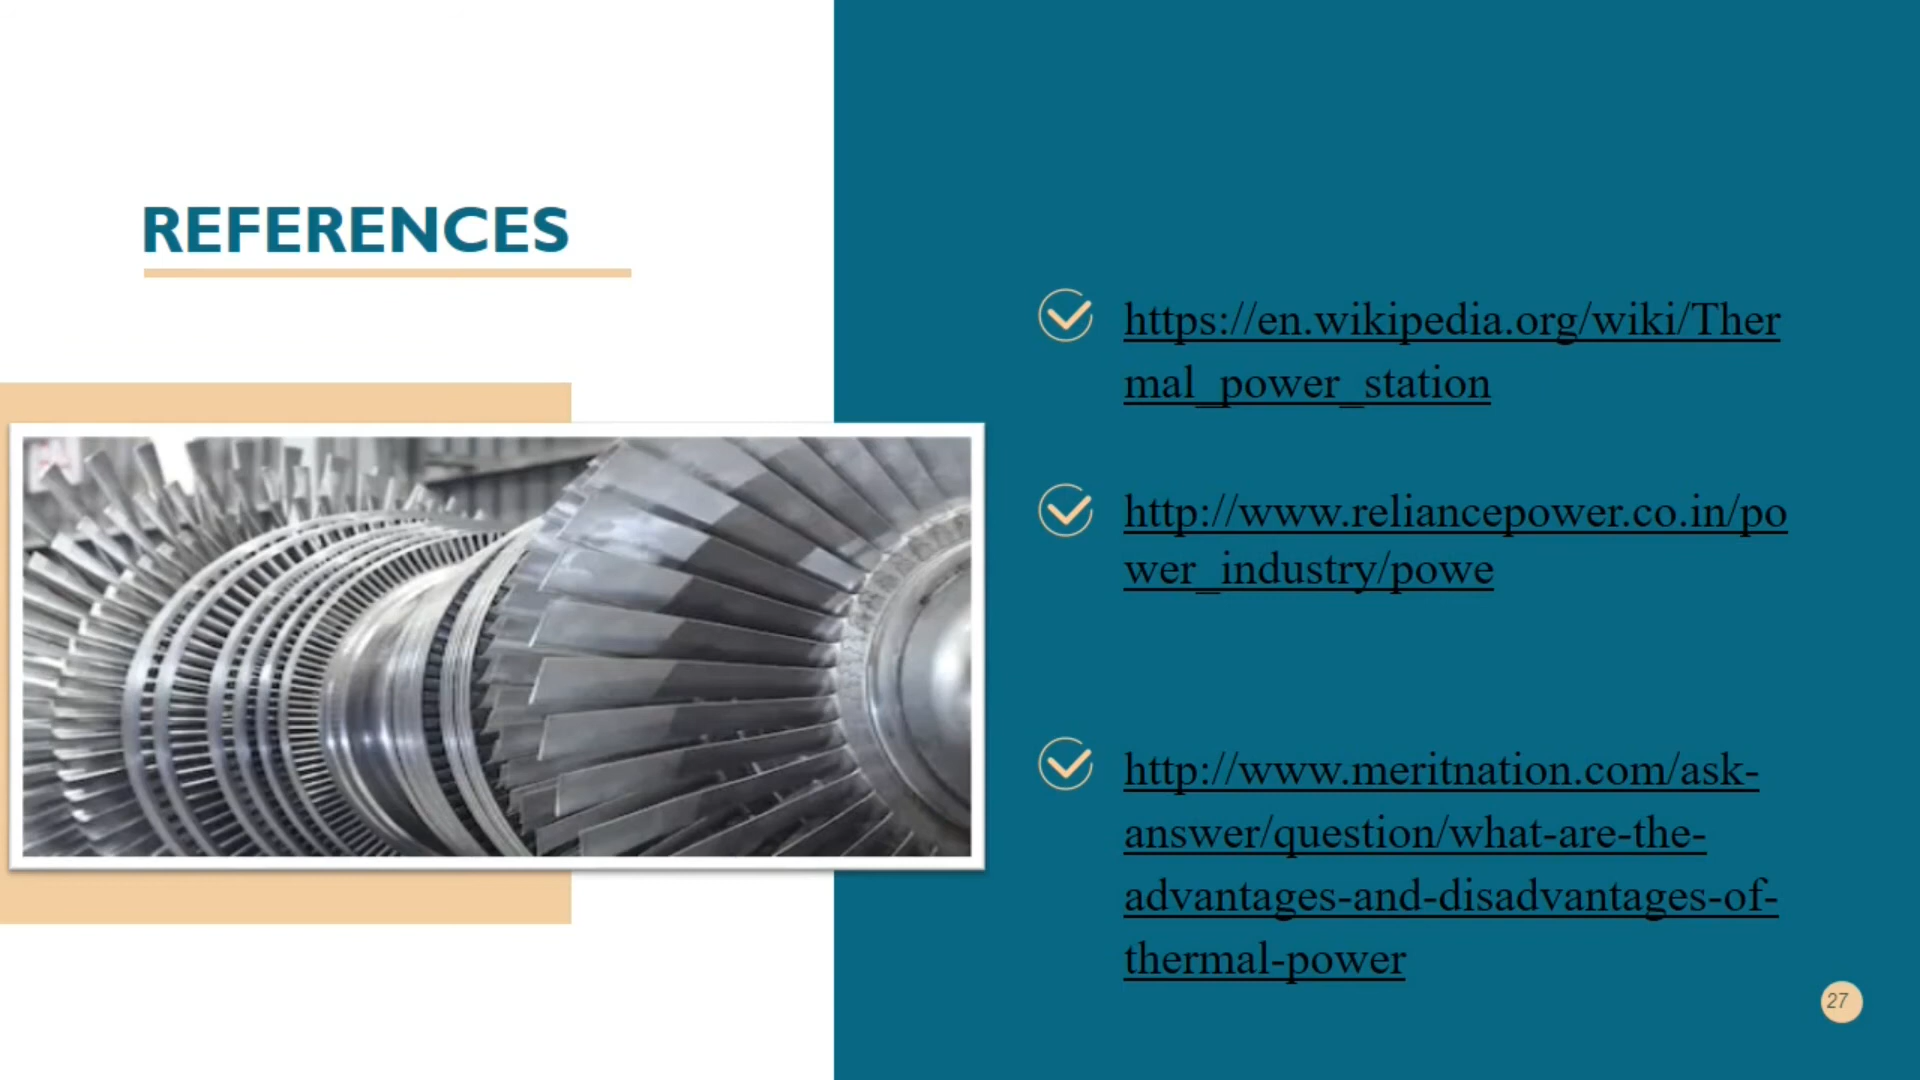 REFERENCES
https://en.wikipedia.org/wiki/Ther
mal_power_station
http://www.reliancepower.co.in/po
wer_industry/powe
http://www.meritnation.com/ask-
answer/question/what-are-the-
advantages-and-disadvantages-of-
thermal-power
27